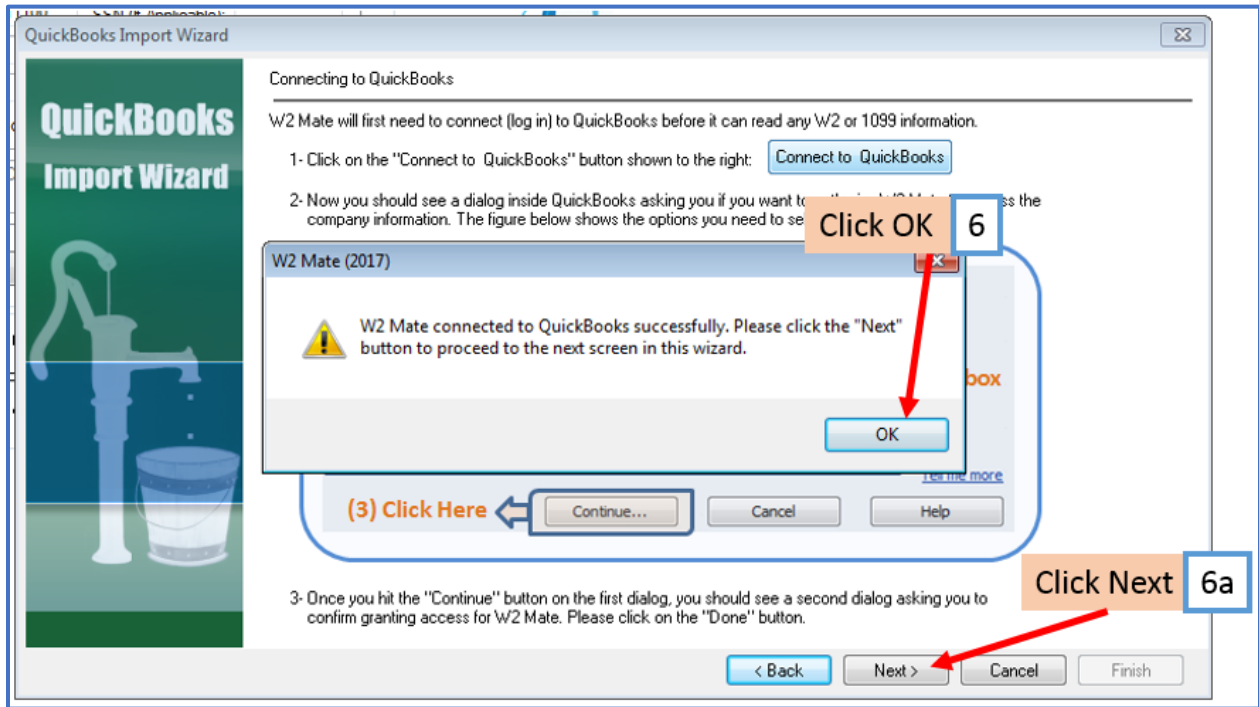 SSN (If Applicable):
QuickBooks Import Wizard
QuickBooks
Import Wizard
Connecting to QuickBooks
W2 Mate will first need to connect (log in) to QuickBooks before it can read any W2 or 1099 information.
1- Click on the "Connect to QuickBooks" button shown to the right:
Connect to QuickBooks
2- Now you should see a dialog inside QuickBooks asking you if you want to
company information. The figure below shows the options you need to
Click OK 6
W2 Mate (2017)
W2 Mate connected to QuickBooks successfully. Please click the "Next"
button to proceed to the next screen in this wizard.
box
OK
Tell me more
(3) Click Here
Continue...
Cancel
Help
Click Next 6a
3- Once you hit the "Continue" button on the first dialog, you should see a second dialog asking you to
confirm granting access for W2 Mate. Please click on the "Done" button.
< Back
Next >
Cancel
Finish